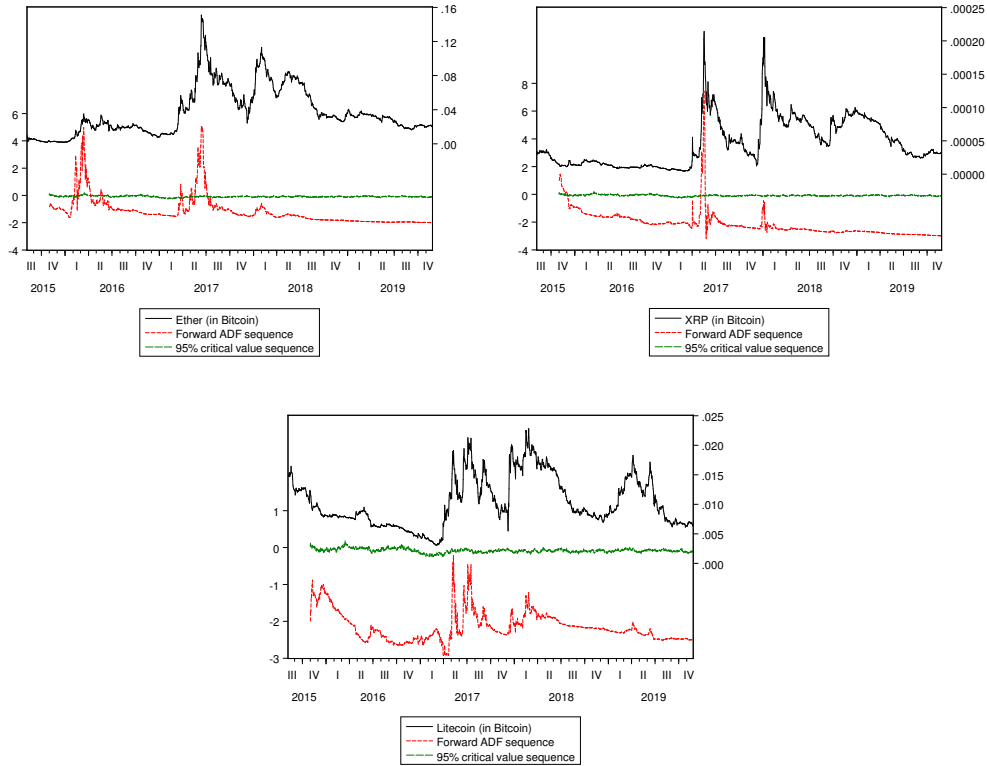 .16
.12
.08
.04
.00
6
4
2
0
-2
-4
III IV I II III IV I II III IV I II III IV I II III IV
2015 2016 2017 2018 2019
Ether (in Bitcoin)
Forward ADF sequence
95% critical value sequence
.00025
.00020
.00015
.00010
.00005
.00000
8
6
4
2
0
-2
-4
III IV I II III IV I II III IV I II III IV I II III IV
2015 2016 2017 2018 2019
XRP (in Bitcoin)
Forward ADF sequence
95% critical value sequence
.025
.020
.015
.010
.005
.000
1
0
-1
-2
-3
III IV I II III IV I II III IV I II III IV I II III IV
2015 2016 2017 2018 2019
Litecoin (in Bitcoin)
Forward ADF sequence
95% critical value sequence